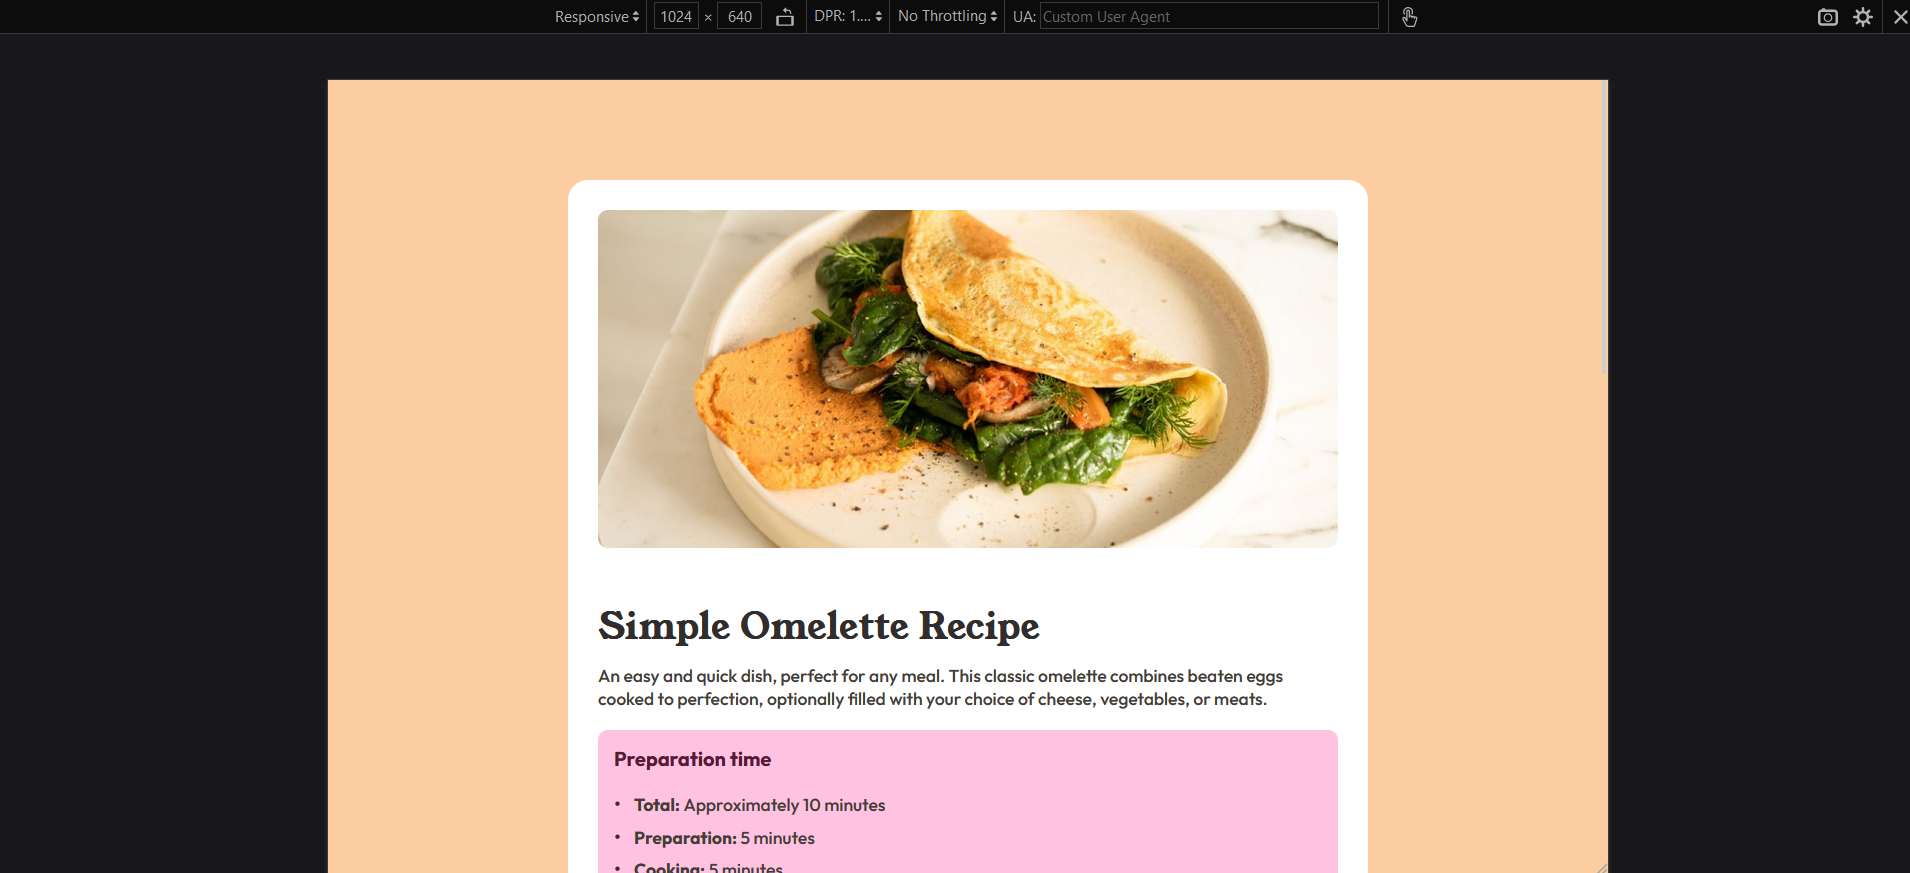 Responsive 1024 × 640 DPR: 1.... No Throttling UA: Custom User Agent
Simple Omelette Recipe
An easy and quick dish, perfect for any meal. This classic omelette combines beaten eggs
cooked to perfection, optionally filled with your choice of cheese, vegetables, or meats.
Preparation time
• Total: Approximately 10 minutes
• Preparation: 5 minutes
• Cooking: 5 minutes